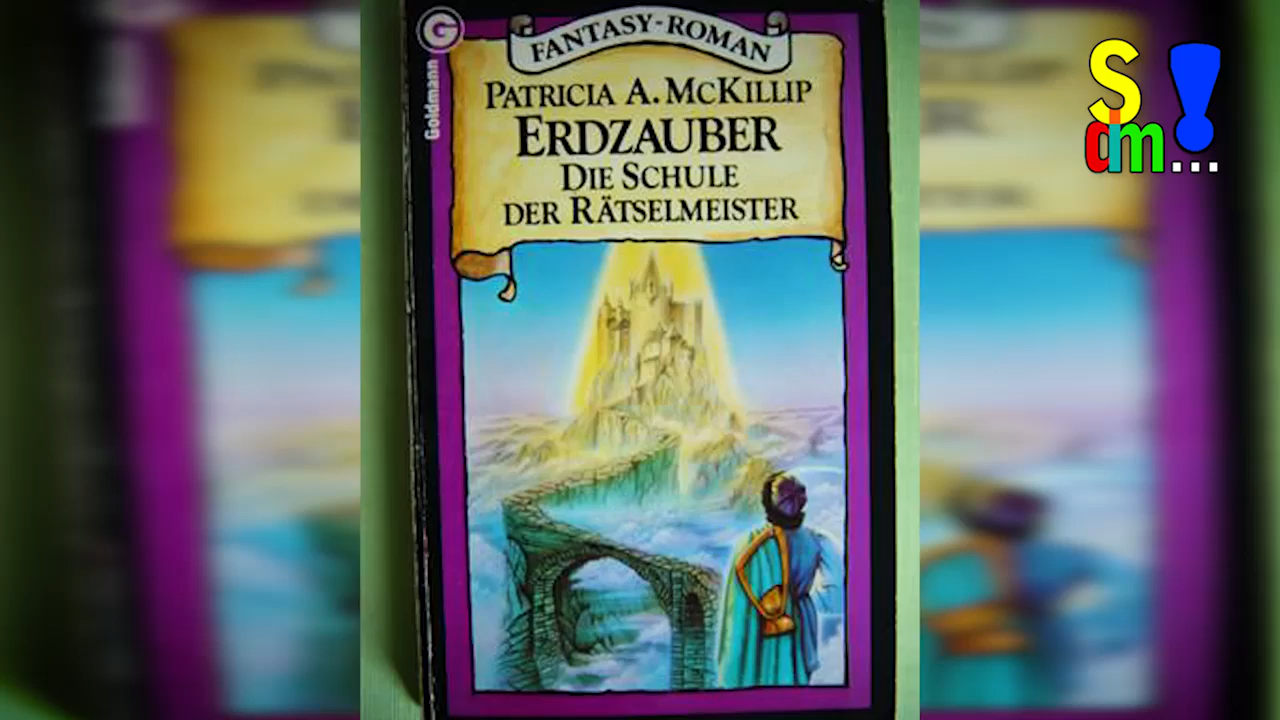 FANTASY-ROMAN
G
Goldmann
PATRICIA A. MCKILLIP
ERDZAUBER
DIE SCHULE
DER RÄTSELMEISTER
S
dm...!